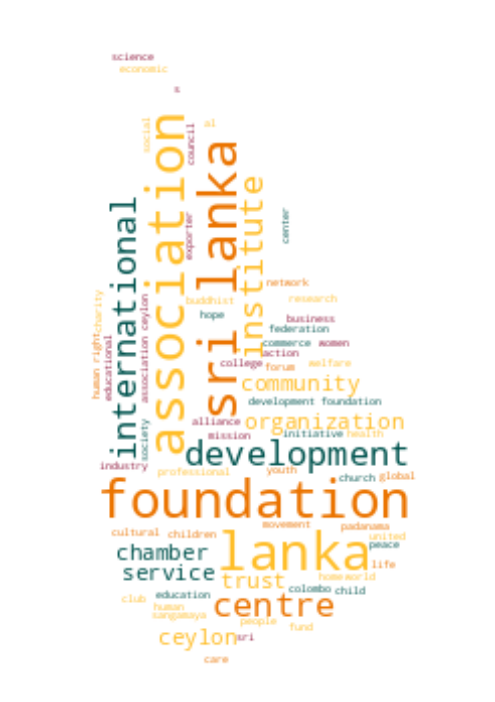 science
economic
s
social
association
council
al
sri lanka
institute
international
exporter
center
network
buddhist
research
hope
business
federation
charity
ceylon
commerce women
action
human right
educational
association
college
forum
welfare
community
development foundation
alliance
organization
society
mission
initiative
health
development
industry
professional
youth
church
global
foundation
movement
padanama
cultural
children
united
lanka
peace
chamber
life
service
trust
homeworld
education
colombo
child
club
human
centre
sangamaya
people
fund
ceylon
sri
care